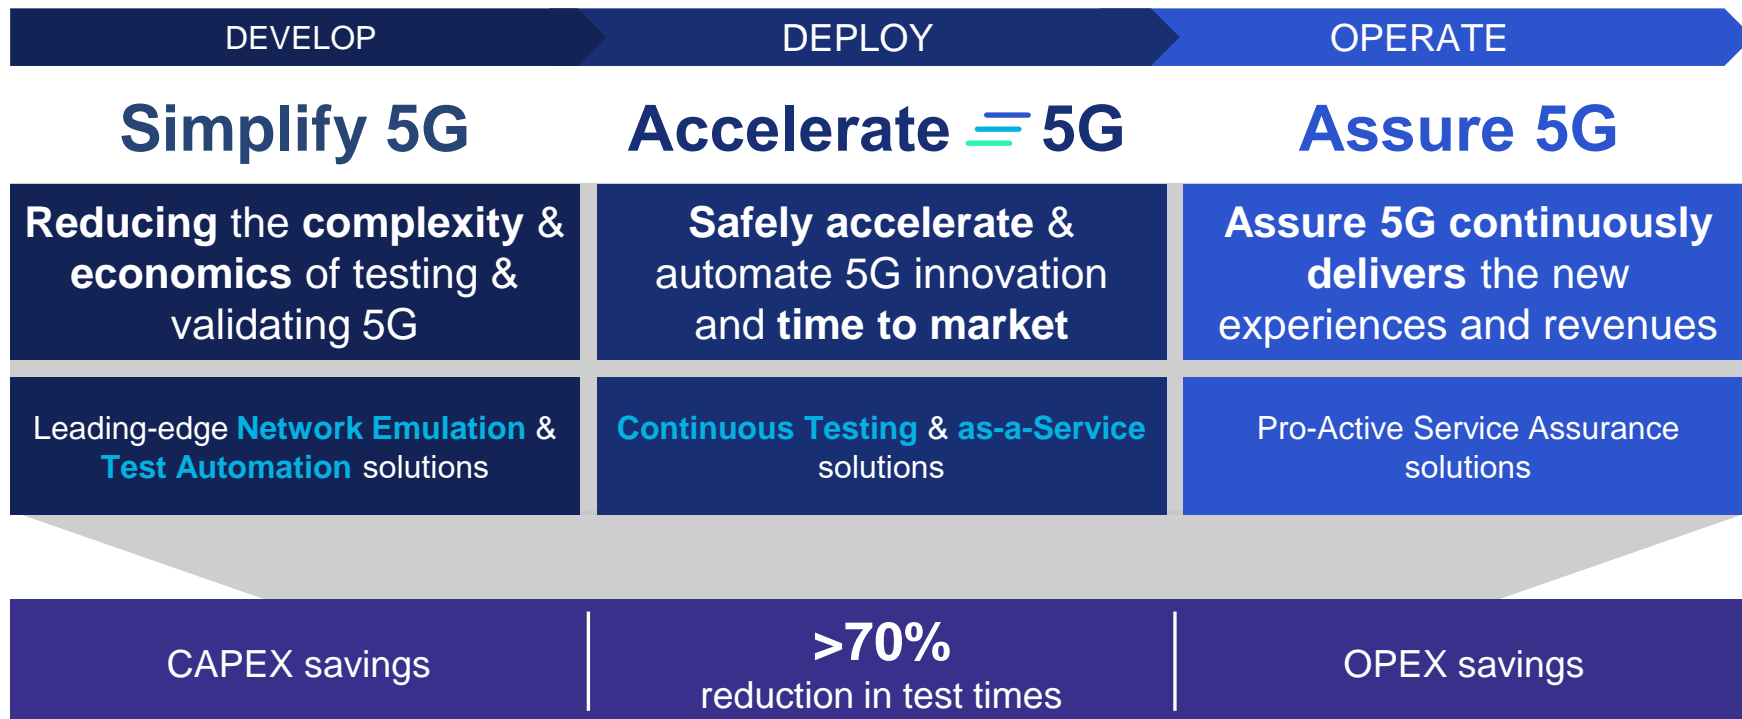 DEVELOP
DEPLOY
OPERATE
Simplify 5G
Accelerate 5G
Assure 5G
Reducing the complexity &
economics of testing &
validating 5G
Safely accelerate &
automate 5G innovation
and time to market
Assure 5G continuously
delivers the new
experiences and revenues
Leading-edge Network Emulation &
Test Automation solutions
Continuous Testing & as-a-Service
solutions
Pro-Active Service Assurance
solutions
CAPEX savings
>70%
reduction in test times
OPEX savings